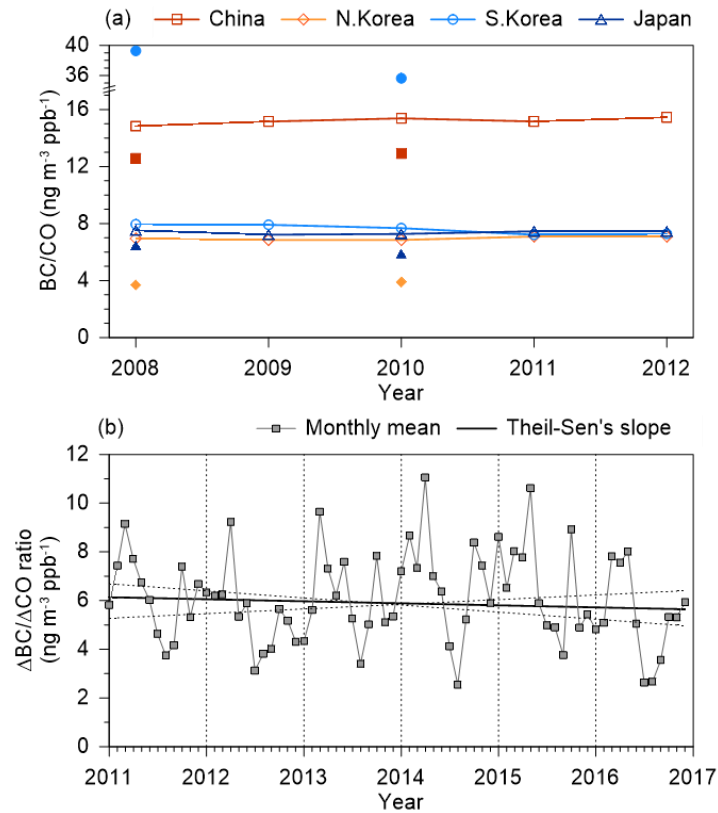 (a) China N.Korea S.Korea Japan
40
36
16
12
8
4
0
BC/CO (ng m⁻³ ppb⁻¹)
2008 2009 2010 2011 2012
Year
(b) Monthly mean Theil-Sen's slope
12
10
8
6
4
2
0
ΔBC/ΔCO ratio
(ng m⁻³ ppb⁻¹)
2011 2012 2013 2014 2015 2016 2017
Year